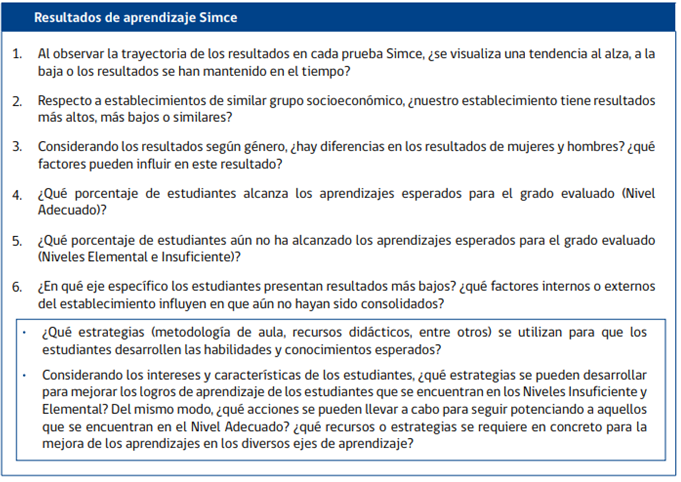 Resultados de aprendizaje Simce
1. Al observar la trayectoria de los resultados en cada prueba Simce, ¿se visualiza una tendencia al alza, a la
baja o los resultados se han mantenido en el tiempo?
2. Respecto a establecimientos de similar grupo socioeconómico, ¿nuestro establecimiento tiene resultados
más altos, más bajos o similares?
3. Considerando los resultados según género, ¿hay diferencias en los resultados de mujeres y hombres? ¿qué
factores pueden influir en este resultado?
4. ¿Qué porcentaje de estudiantes alcanza los aprendizajes esperados para el grado evaluado (Nivel
Adecuado)?
5. ¿Qué porcentaje de estudiantes aún no ha alcanzado los aprendizajes esperados para el grado evaluado
(Niveles Elemental e Insuficiente)?
6. ¿En qué eje específico los estudiantes presentan resultados más bajos? ¿qué factores internos o externos
del establecimiento influyen en que aún no hayan sido consolidados?
· ¿Qué estrategias (metodología de aula, recursos didácticos, entre otros) se utilizan para que los
estudiantes desarrollen las habilidades y conocimientos esperados?
· Considerando los intereses y características de los estudiantes, ¿qué estrategias se pueden desarrollar
para mejorar los logros de aprendizaje de los estudiantes que se encuentran en los Niveles Insuficiente y
Elemental? Del mismo modo, ¿qué acciones se pueden llevar a cabo para seguir potenciando a aquellos
que se encuentran en el Nivel Adecuado? ¿qué recursos o estrategias se requiere en concreto para la
mejora de los aprendizajes en los diversos ejes de aprendizaje?